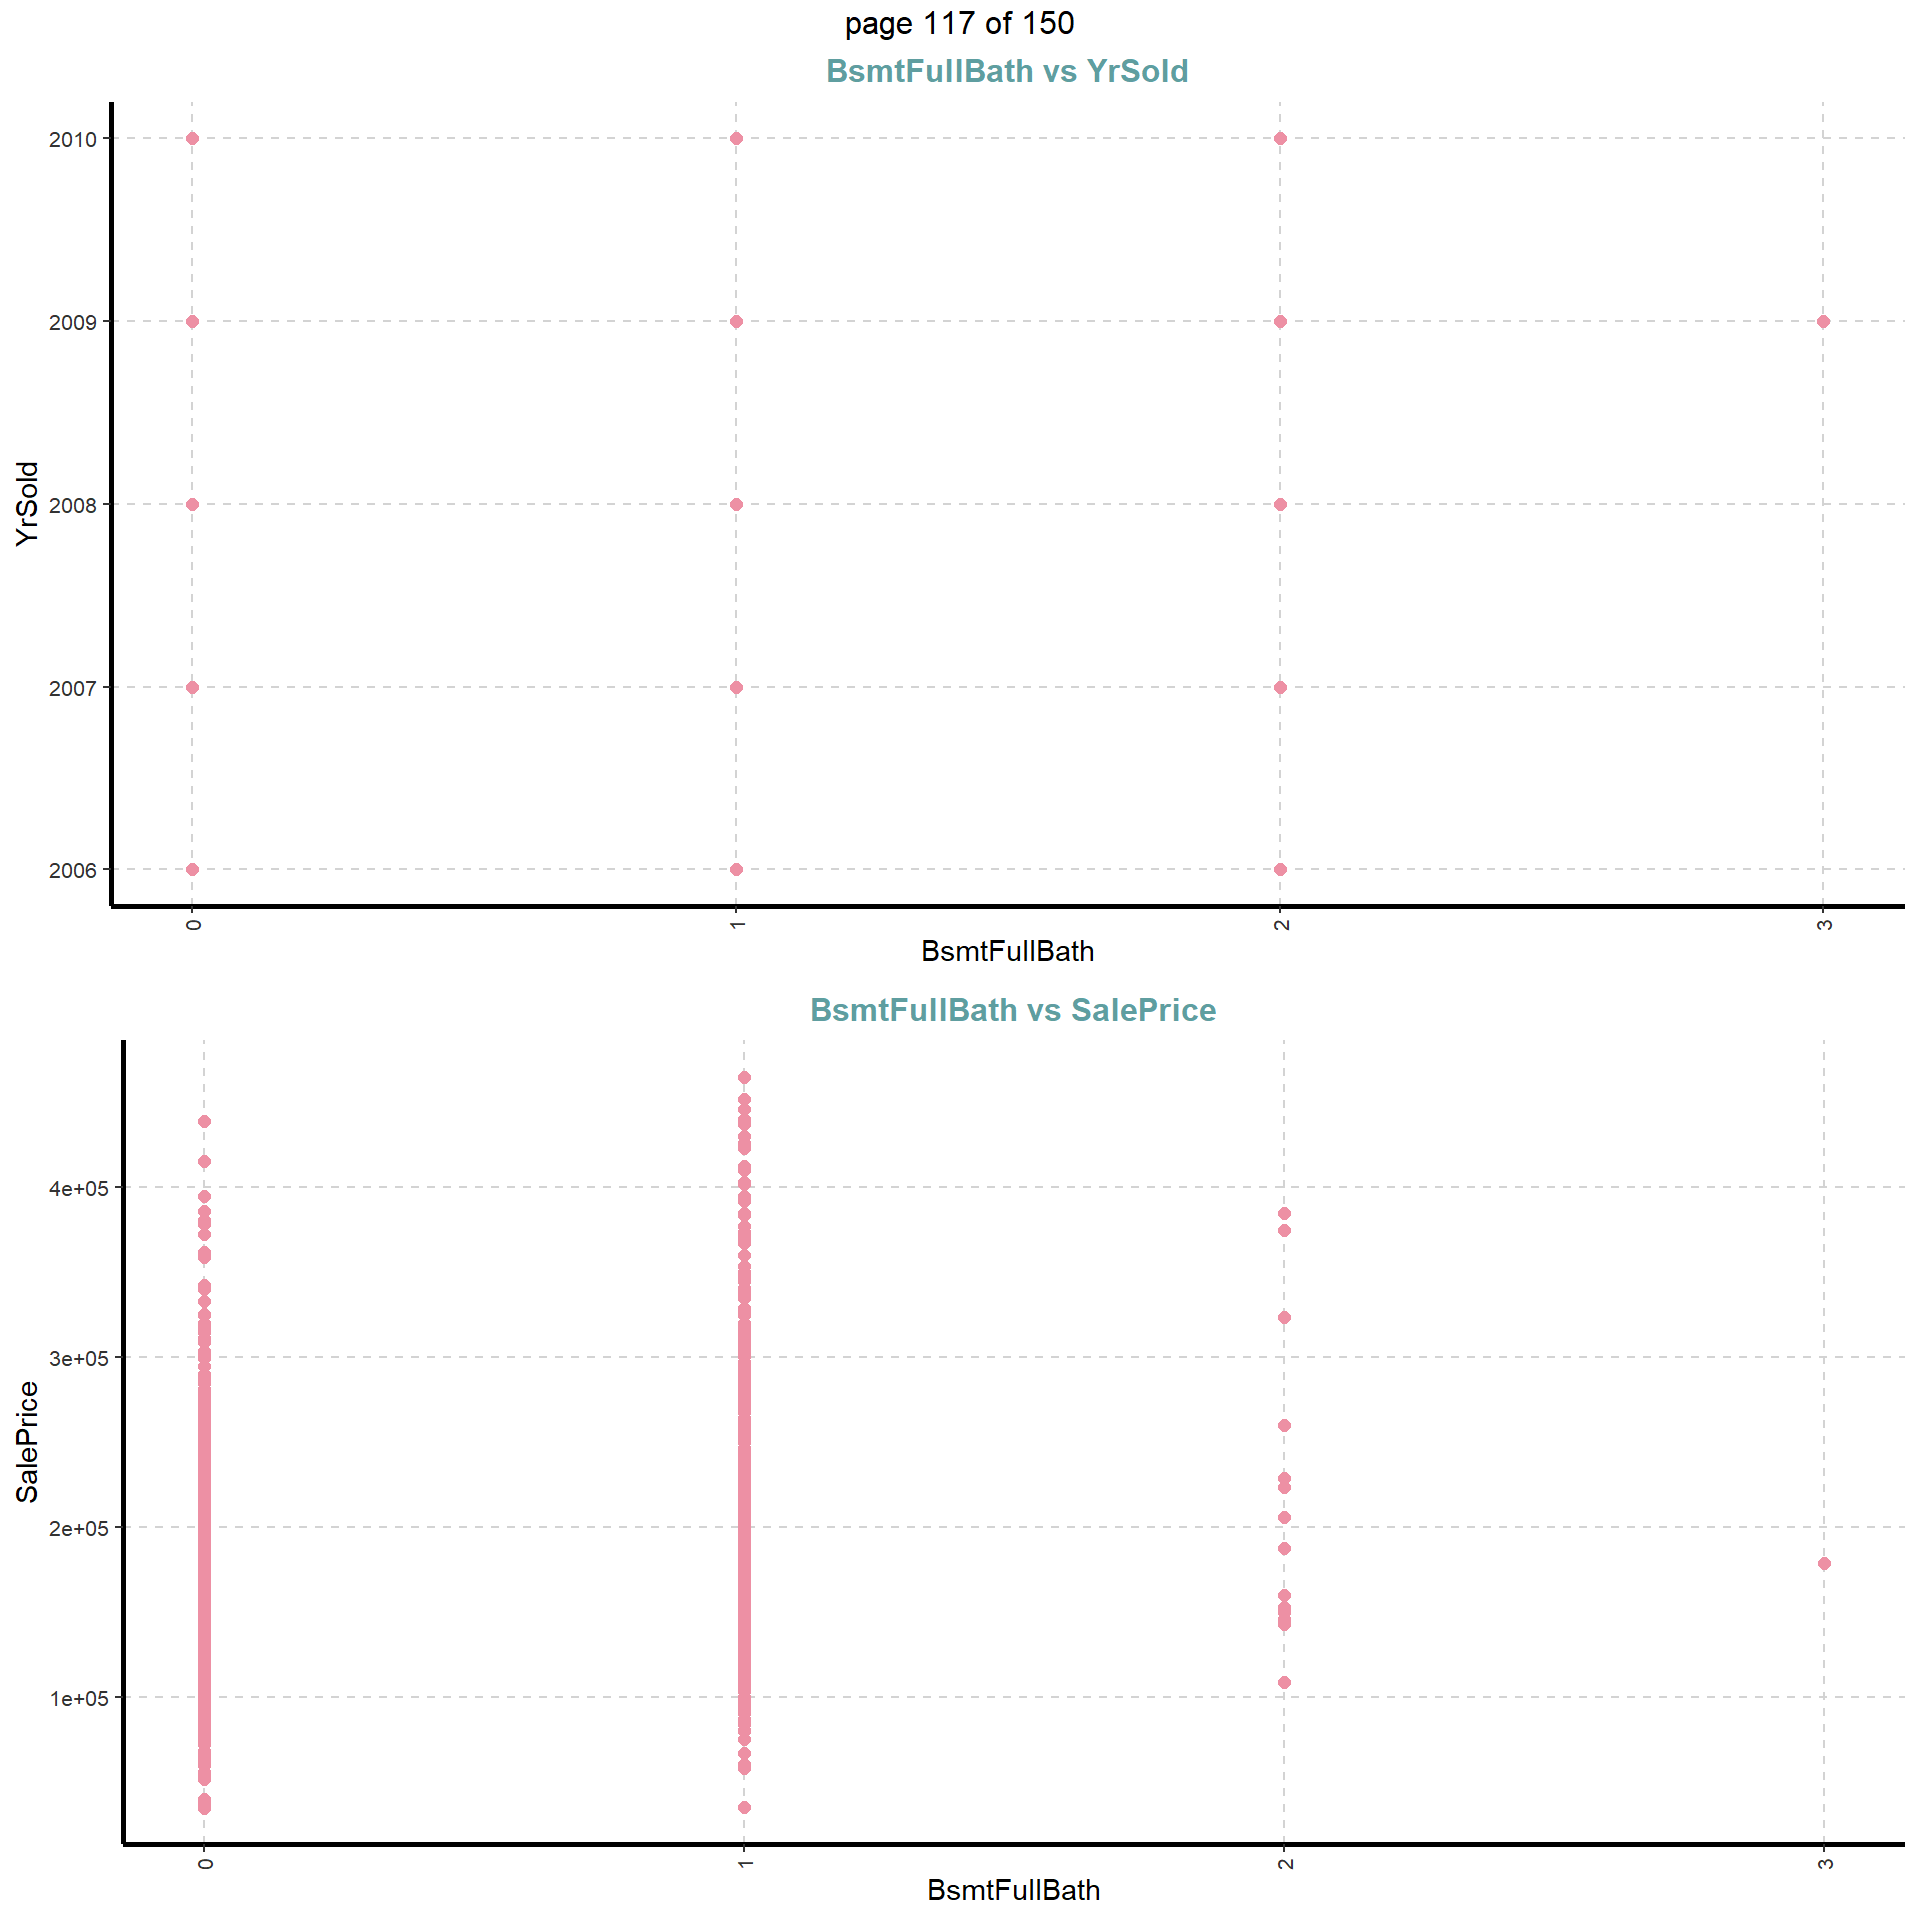 page 117 of 150
BsmtFullBath vs YrSold
2010
2009
2008
2007
2006
YrSold
0
1
2
3
BsmtFullBath
BsmtFullBath vs SalePrice
4e+05
3e+05
2e+05
1e+05
SalePrice
0
1
2
3
BsmtFullBath